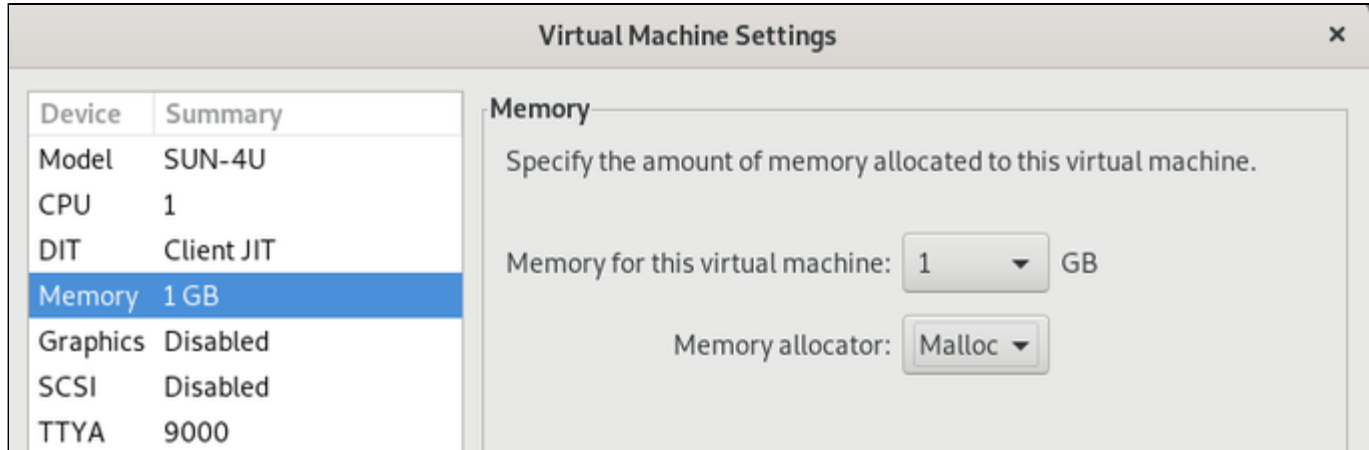 Virtual Machine Settings ×
Device Summary
Model SUN-4U
CPU 1
DIT Client JIT
Memory 1 GB
Graphics Disabled
SCSI Disabled
TTYA 9000
Memory
Specify the amount of memory allocated to this virtual machine.
Memory for this virtual machine: 1 GB
Memory allocator: Malloc